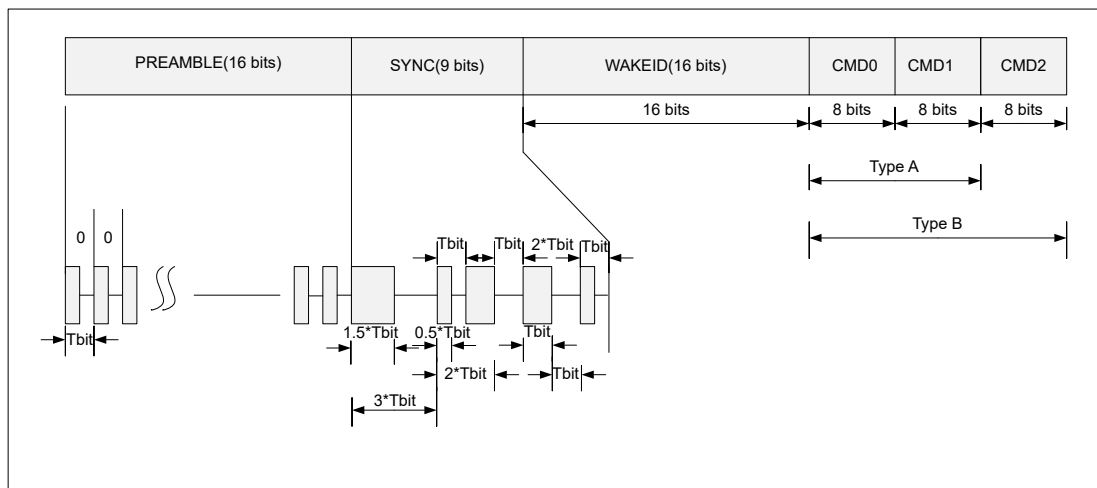 PREAMBLE(16 bits) SYNC(9 bits) WAKEID(16 bits) CMD0 CMD1 CMD2
16 bits 8 bits 8 bits 8 bits
Type A
Type B
0 0
Tbit Tbit 2*Tbit Tbit
Tbit 1.5*Tbit 0.5*Tbit Tbit
2*Tbit Tbit
3*Tbit